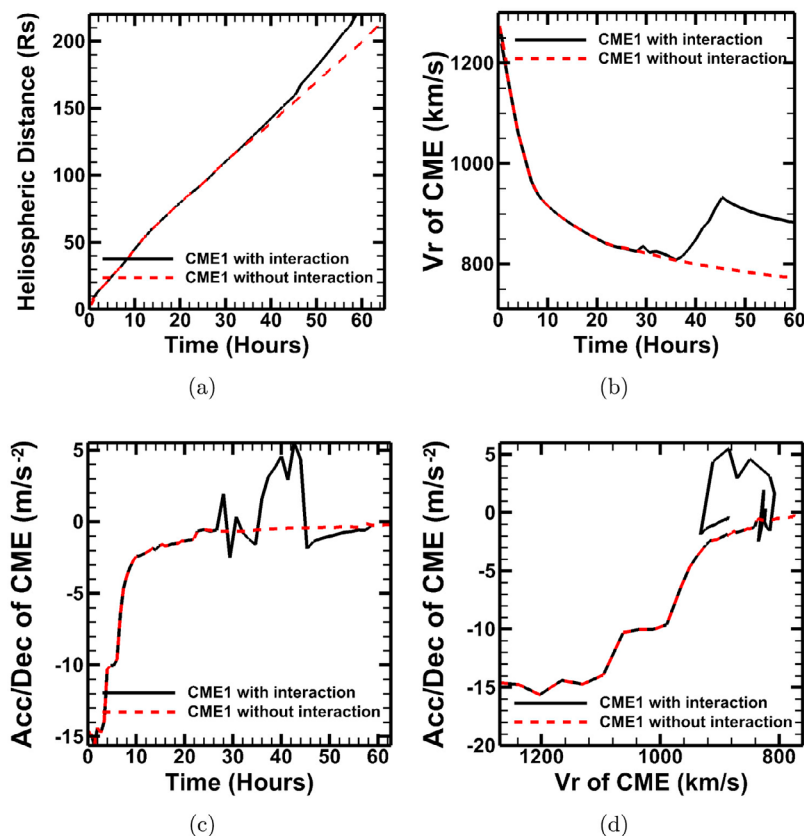 Heliospheric Distance (Rs)
200
150
100
50
0
0 10 20 30 40 50 60
Time (Hours)
CME1 with interaction
CME1 without interaction
(a)
Vr of CME (km/s)
1200
1000
800
0 10 20 30 40 50 60
Time (Hours)
CME1 with interaction
CME1 without interaction
(b)
Acc/Dec of CME (m/s⁻²)
5
0
-5
-10
-15
0 10 20 30 40 50 60
Time (Hours)
CME1 with interaction
CME1 without interaction
(c)
Acc/Dec of CME (m/s⁻²)
5
0
-5
-10
-15
-20
1200 1000 800
Vr of CME (km/s)
CME1 with interaction
CME1 without interaction
(d)